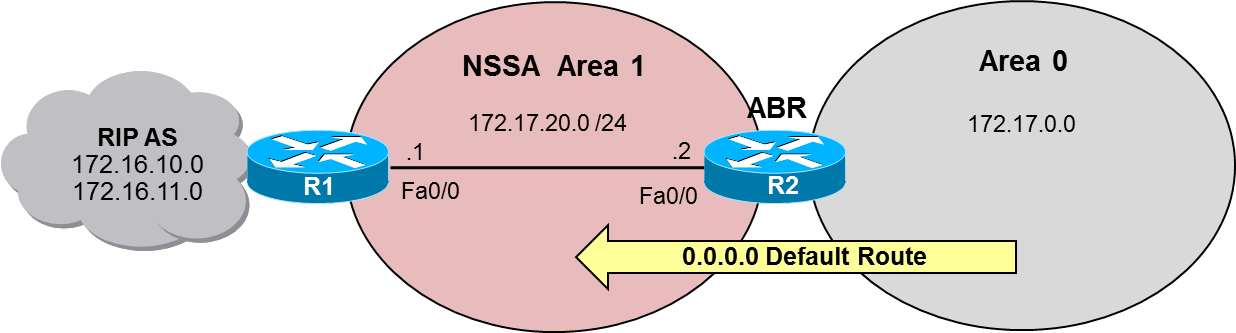 RIP AS
172.16.10.0
172.16.11.0
R1
NSSA Area 1
172.17.20.0 /24
.1
Fa0/0
.2
Fa0/0
ABR
R2
Area 0
172.17.0.0
0.0.0.0 Default Route